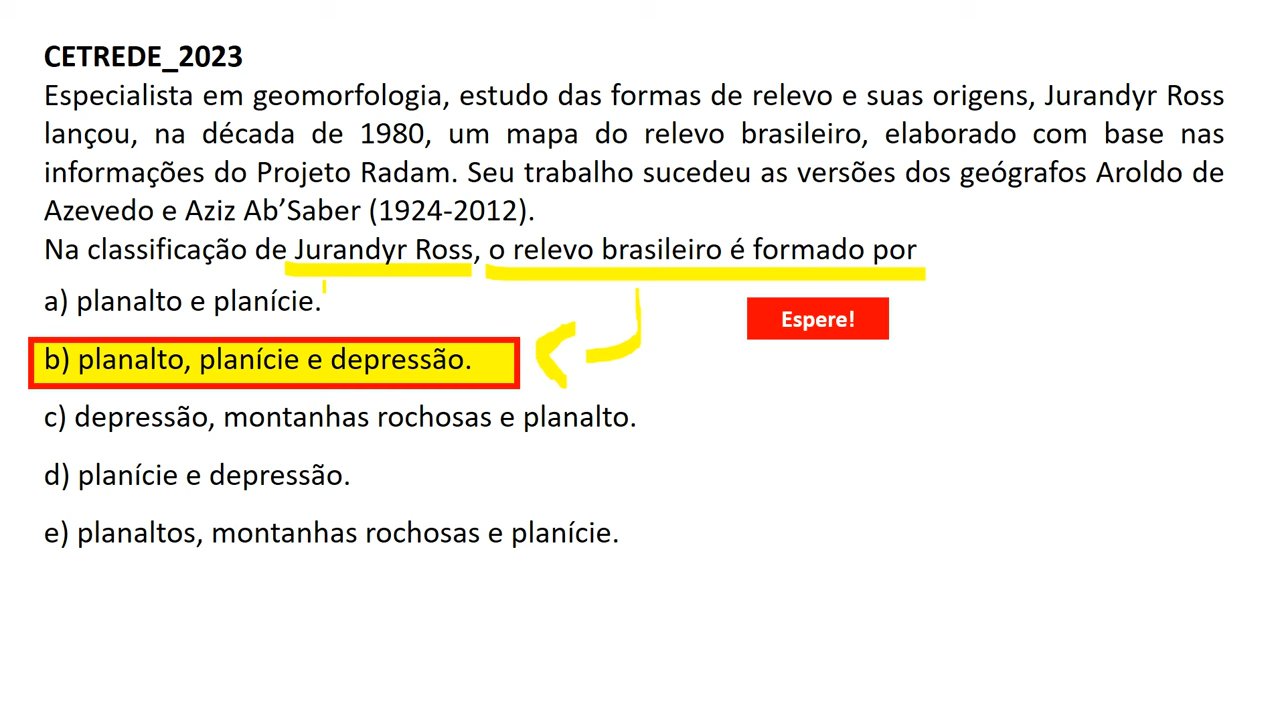 CETREDE_2023
Especialista em geomorfologia, estudo das formas de relevo e suas origens, Jurandyr Ross
lançou, na década de 1980, um mapa do relevo brasileiro, elaborado com base nas
informações do Projeto Radam. Seu trabalho sucedeu as versões dos geógrafos Aroldo de
Azevedo e Aziz Ab’Saber (1924-2012).
Na classificação de Jurandyr Ross, o relevo brasileiro é formado por
a) planalto e planície.
Espere!
b) planalto, planície e depressão.
c) depressão, montanhas rochosas e planalto.
d) planície e depressão.
e) planaltos, montanhas rochosas e planície.